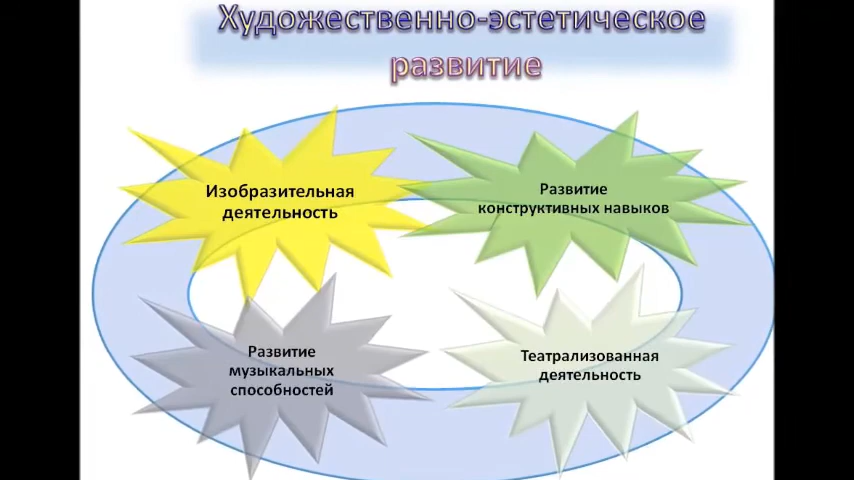 Художественно-эстетическое
развитие
Изобразительная
деятельность
Развитие
конструктивных навыков
Развитие
музыкальных
способностей
Театрализованная
деятельность